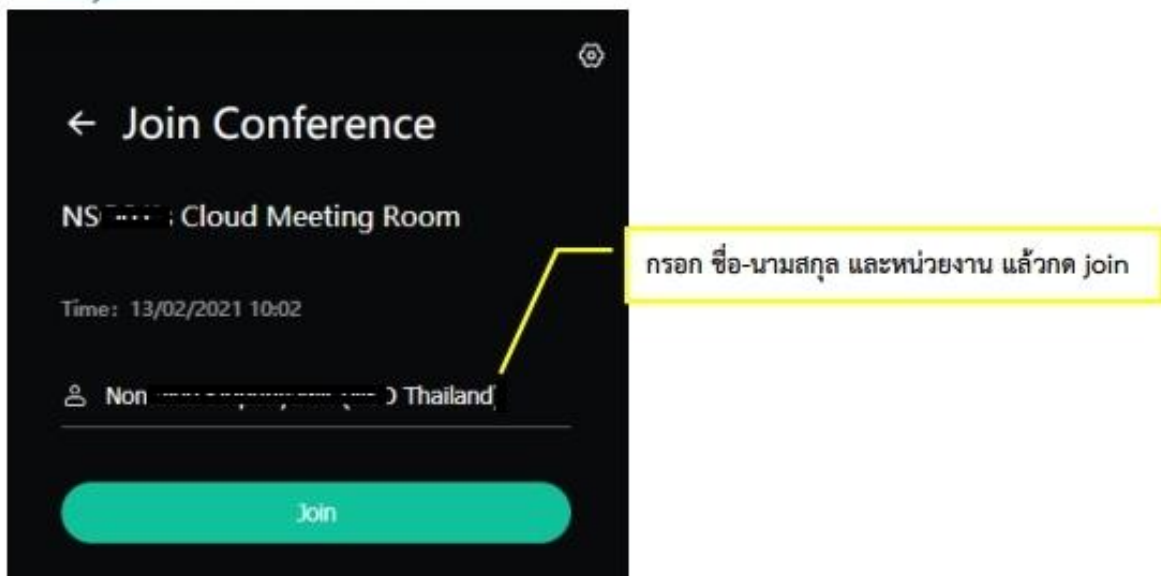 Join Conference
NS Cloud Meeting Room
กรอก ชื่อ-นามสกุล และหน่วยงาน แล้วกด join
Time: 13/02/2021 10:02
Non Thailand)
Join